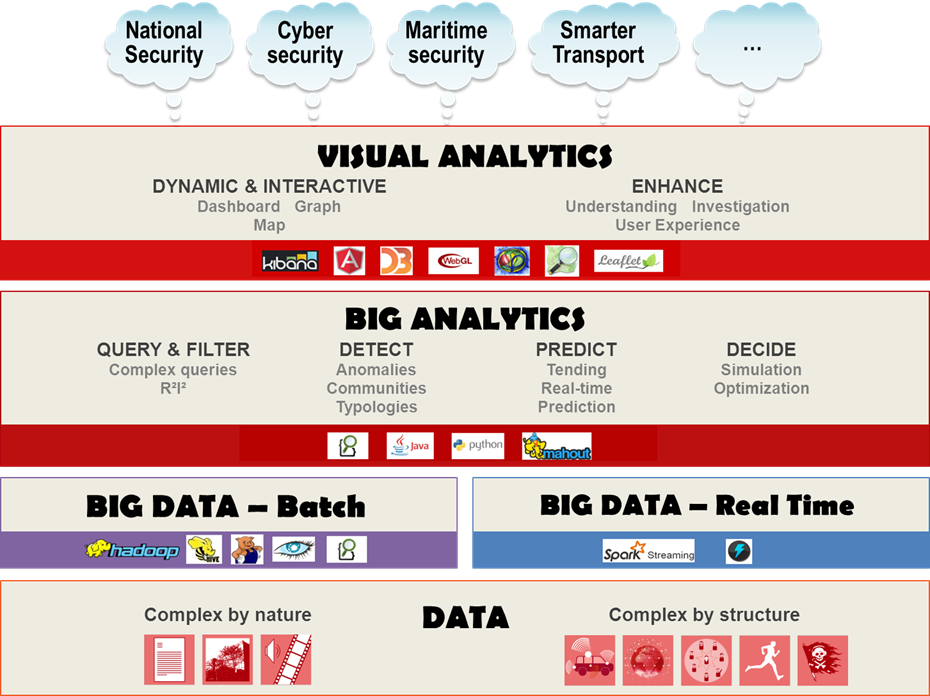 National
Security
Cyber
security
Maritime
security
Smarter
Transport
...
VISUAL ANALYTICS
DYNAMIC & INTERACTIVE
Dashboard Graph
Map
ENHANCE
Understanding Investigation
User Experience
kibana
WebGL
Leaflet
BIG ANALYTICS
QUERY & FILTER
Complex queries
R²I²
DETECT
Anomalies
Communities
Typologies
PREDICT
Tending
Real-time
Prediction
DECIDE
Simulation
Optimization
Java
python
mahout
BIG DATA – Batch
hadoop
HIVE
BIG DATA – Real Time
Spark Streaming
DATA
Complex by nature
Complex by structure